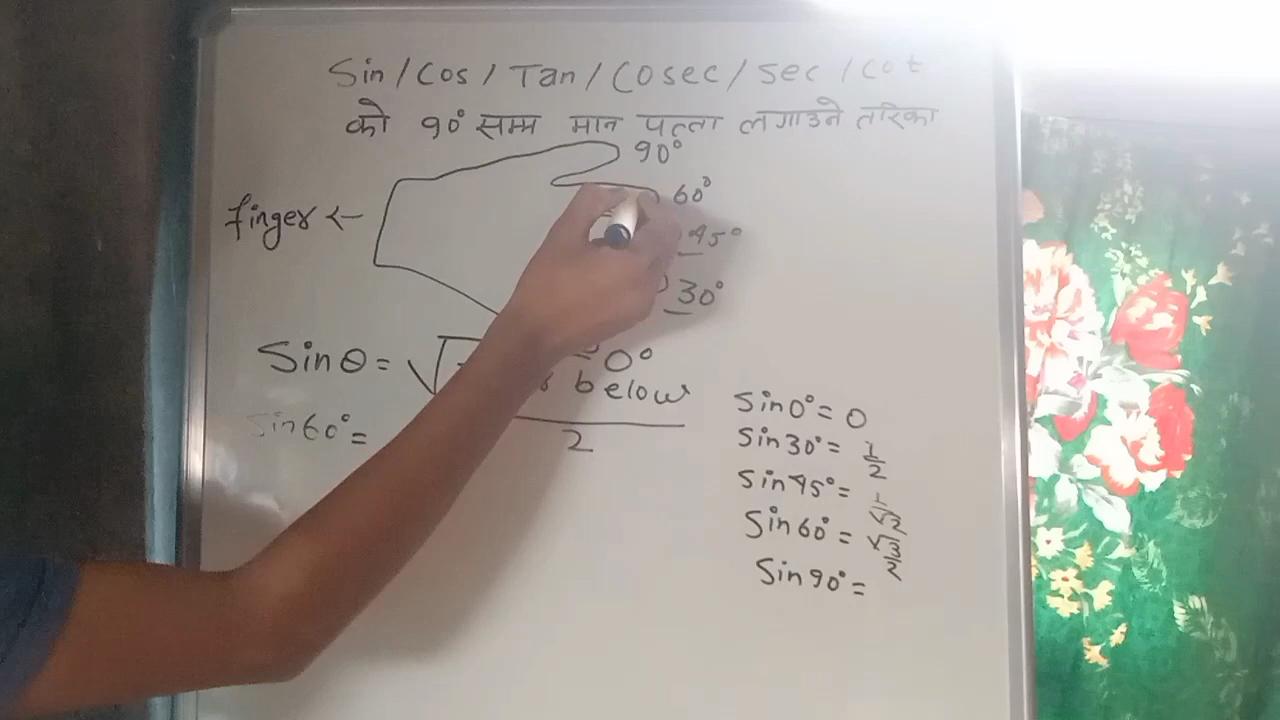 Sin / Cos / Tan / Cosec / Sec / Cot
को 90° सम्म मान पत्ता लगाउने तरिका
90°
60°
finger ←
45°
30°
0°
Sinθ = √ below
2
Sin60° =
Sin0° = 0
Sin30° = 1/2
Sin45° = 1/√2
Sin60° = √3/2
Sin90° =